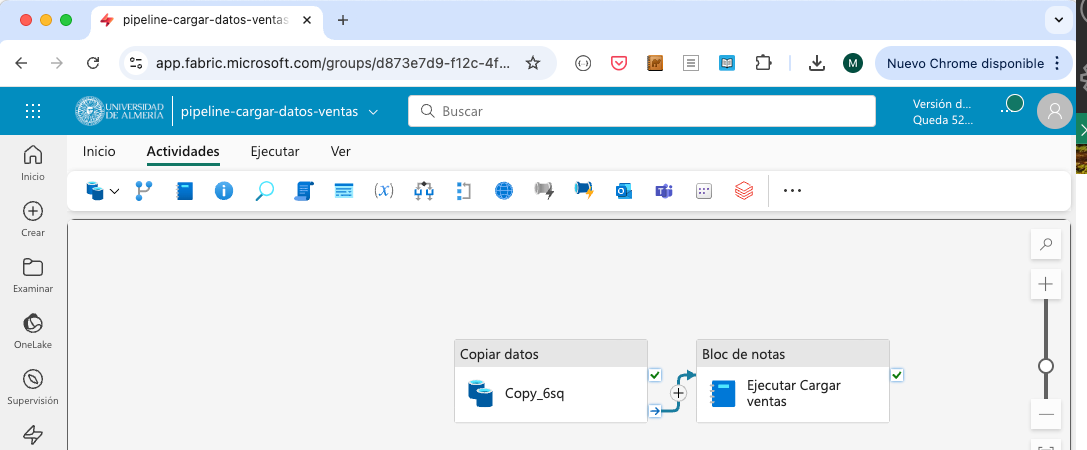 pipeline-cargar-datos-ventas
app.fabric.microsoft.com/groups/d873e7d9-f12c-4f...
M
Nuevo Chrome disponible
UNIVERSIDAD
DE ALMERÍA
pipeline-cargar-datos-ventas
Buscar
Versión d...
Queda 52...
Inicio
Actividades
Ejecutar
Ver
(x)
Inicio
Crear
Examinar
OneLake
Supervisión
Copiar datos
Copy_6sq
Bloc de notas
Ejecutar Cargar
ventas